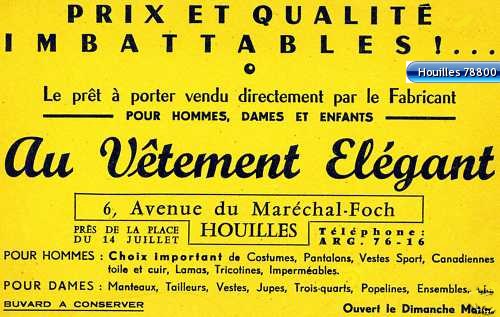 PRIX ET QUALITÉ
IMBATTABLES!...
Houilles 78800
Le prêt à porter vendu directement par le Fabricant
POUR HOMMES, DAMES ET ENFANTS
Au Vêtement Elégant
6, Avenue du Maréchal-Foch
PRÈS DE LA PLACE
DU 14 JUILLET
HOUILLES
Téléphone:
ARG. 76-16
POUR HOMMES : Choix important de Costumes, Pantalons, Vestes Sport, Canadiennes
toile et cuir, Lamas, Tricotines, Imperméables.
POUR DAMES : Manteaux, Tailleurs, Vestes, Jupes, Trois-quarts, Popelines, Ensembles,
BUVARD A CONSERVER
Ouvert le Dimanche Matin